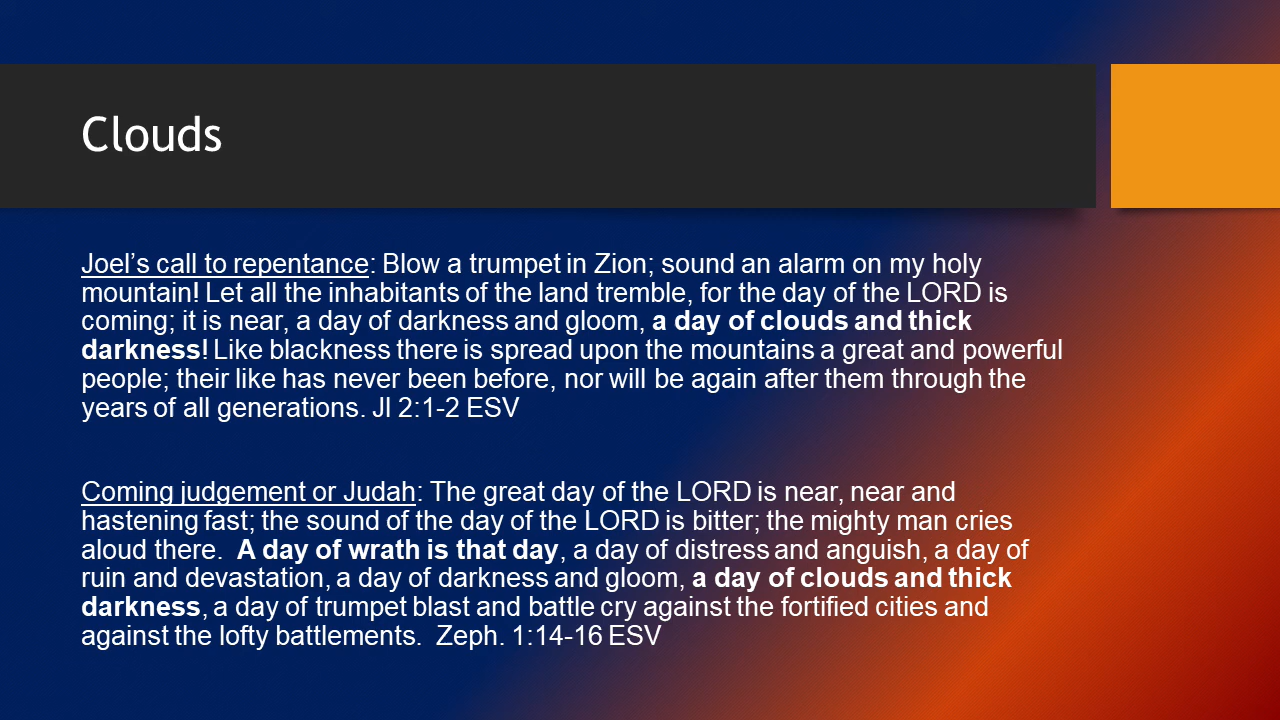 Clouds
Joel’s call to repentance: Blow a trumpet in Zion; sound an alarm on my holy
mountain! Let all the inhabitants of the land tremble, for the day of the LORD is
coming; it is near, a day of darkness and gloom, a day of clouds and thick
darkness! Like blackness there is spread upon the mountains a great and powerful
people; their like has never been before, nor will be again after them through the
years of all generations. Jl 2:1-2 ESV
Coming judgement or Judah: The great day of the LORD is near, near and
hastening fast; the sound of the day of the LORD is bitter; the mighty man cries
aloud there.  A day of wrath is that day, a day of distress and anguish, a day of
ruin and devastation, a day of darkness and gloom, a day of clouds and thick
darkness, a day of trumpet blast and battle cry against the fortified cities and
against the lofty battlements.  Zeph. 1:14-16 ESV